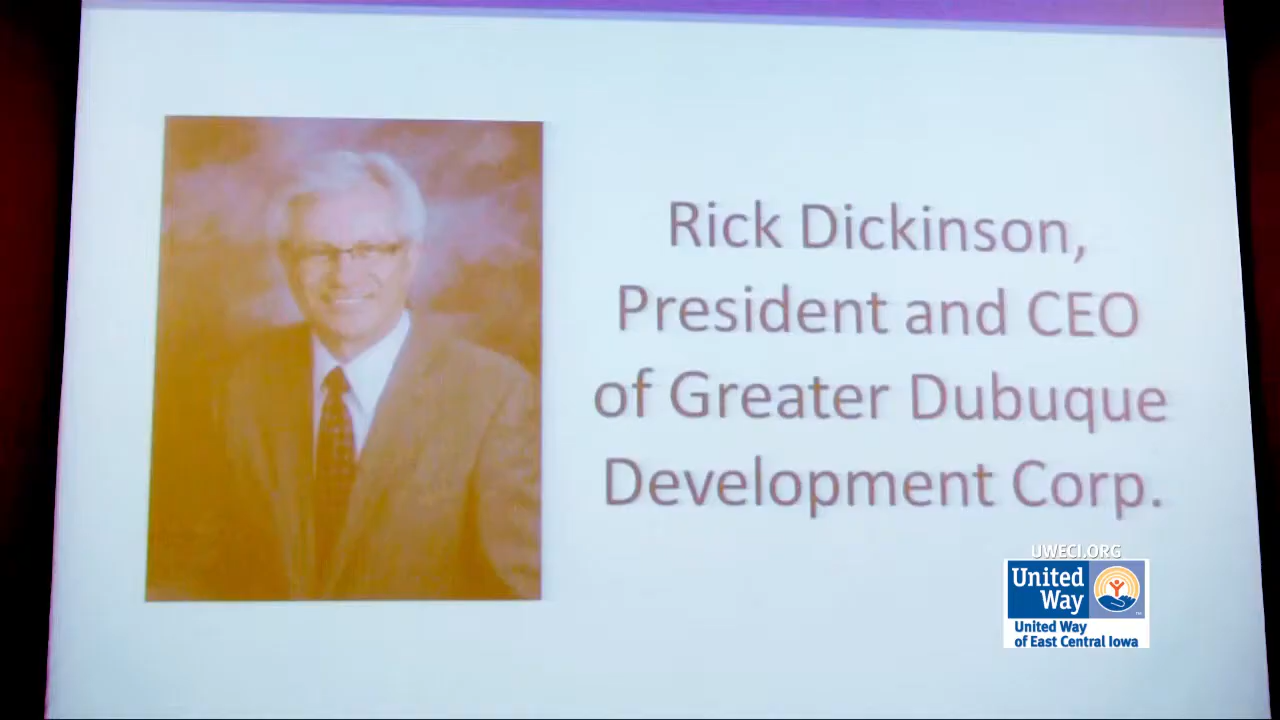 Rick Dickinson,
President and CEO
of Greater Dubuque
Development Corp.
UWECI.ORG
United
Way
United Way
of East Central Iowa